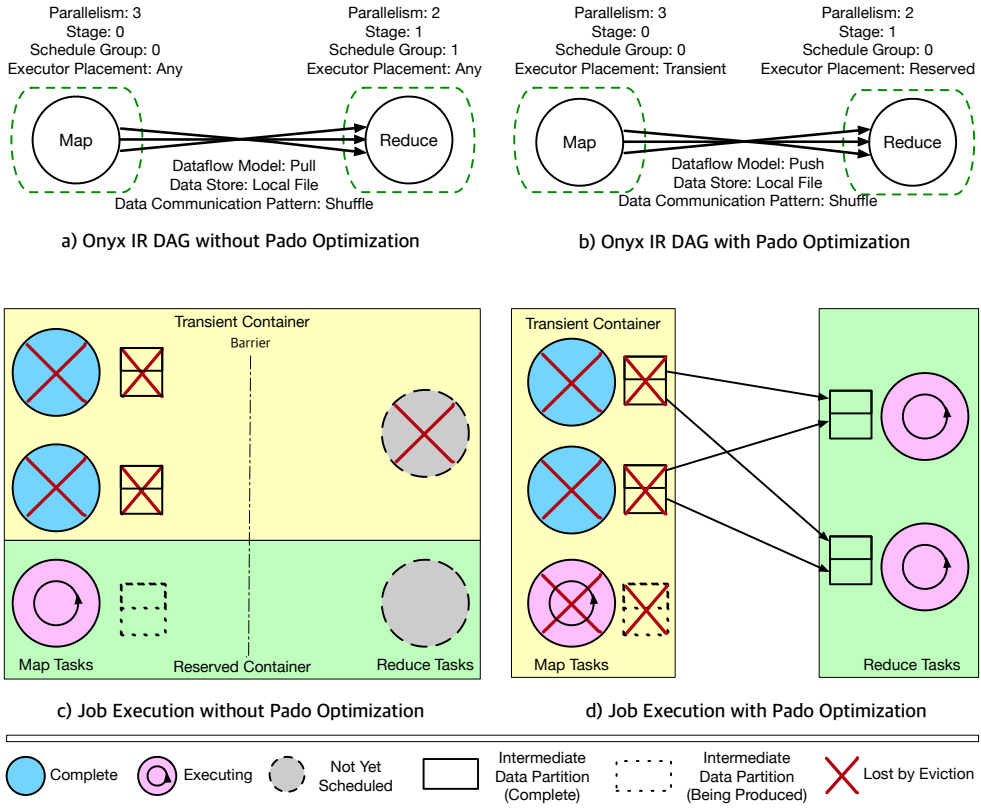 Parallelism: 3
Stage: 0
Schedule Group: 0
Executor Placement: Any
Parallelism: 2
Stage: 1
Schedule Group: 1
Executor Placement: Any
Map
Reduce
Dataflow Model: Pull
Data Store: Local File
Data Communication Pattern: Shuffle
a) Onyx IR DAG without Pado Optimization
Parallelism: 3
Stage: 0
Schedule Group: 0
Executor Placement: Transient
Parallelism: 2
Stage: 1
Schedule Group: 0
Executor Placement: Reserved
Map
Reduce
Dataflow Model: Push
Data Store: Local File
Data Communication Pattern: Shuffle
b) Onyx IR DAG with Pado Optimization
Transient Container
Barrier
Map Tasks
Reserved Container
Reduce Tasks
c) Job Execution without Pado Optimization
Transient Container
Map Tasks
Reduce Tasks
d) Job Execution with Pado Optimization
Complete
Executing
Not Yet
Scheduled
Intermediate
Data Partition
(Complete)
Intermediate
Data Partition
(Being Produced)
Lost by Eviction